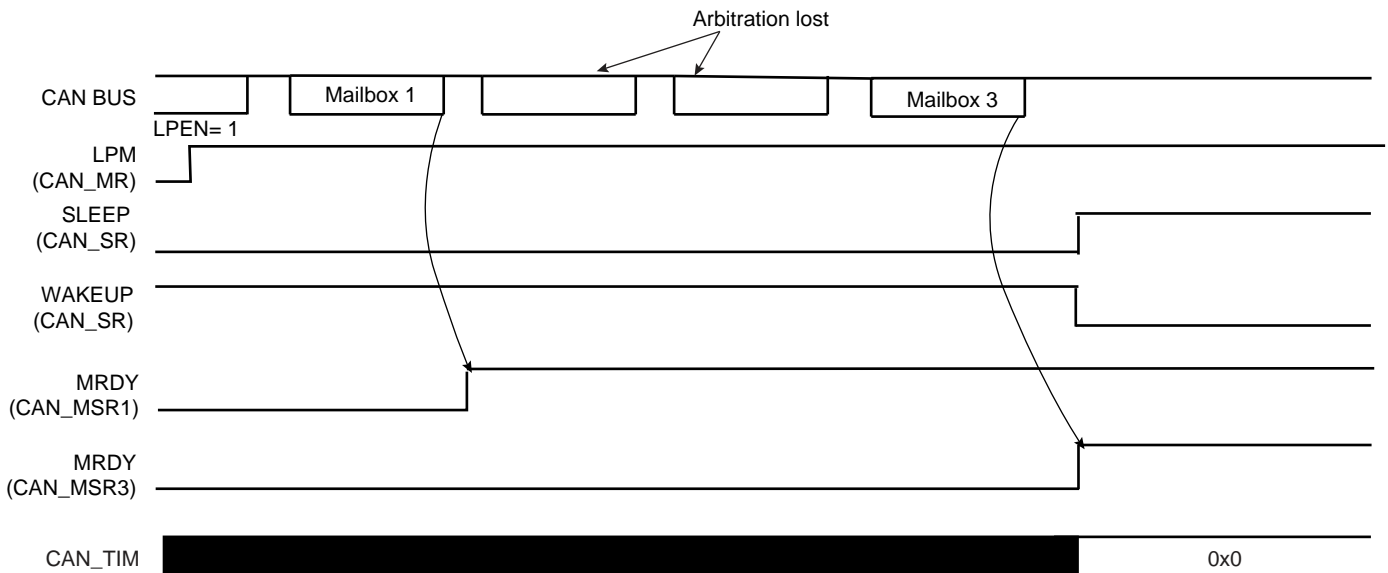 Arbitration lost
CAN BUS
Mailbox 1
Mailbox 3
LPEN= 1
LPM
(CAN_MR)
SLEEP
(CAN_SR)
WAKEUP
(CAN_SR)
MRDY
(CAN_MSR1)
MRDY
(CAN_MSR3)
CAN_TIM
0x0